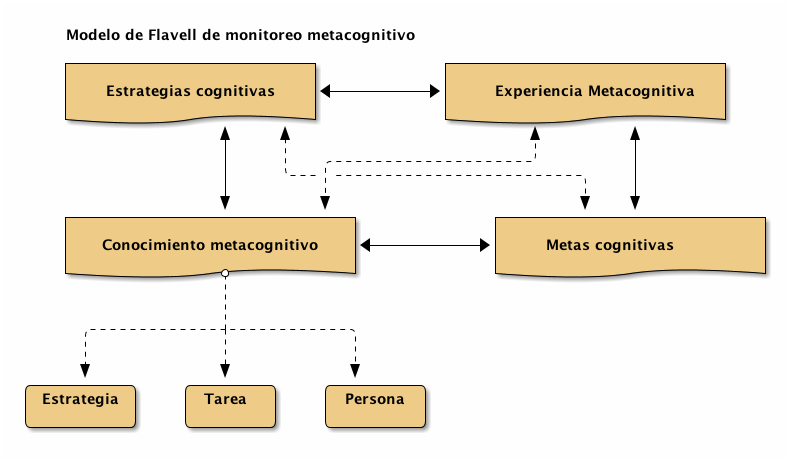 Modelo de Flavell de monitoreo metacognitivo
Estrategias cognitivas
Experiencia Metacognitiva
Conocimiento metacognitivo
Metas cognitivas
Estrategia
Tarea
Persona